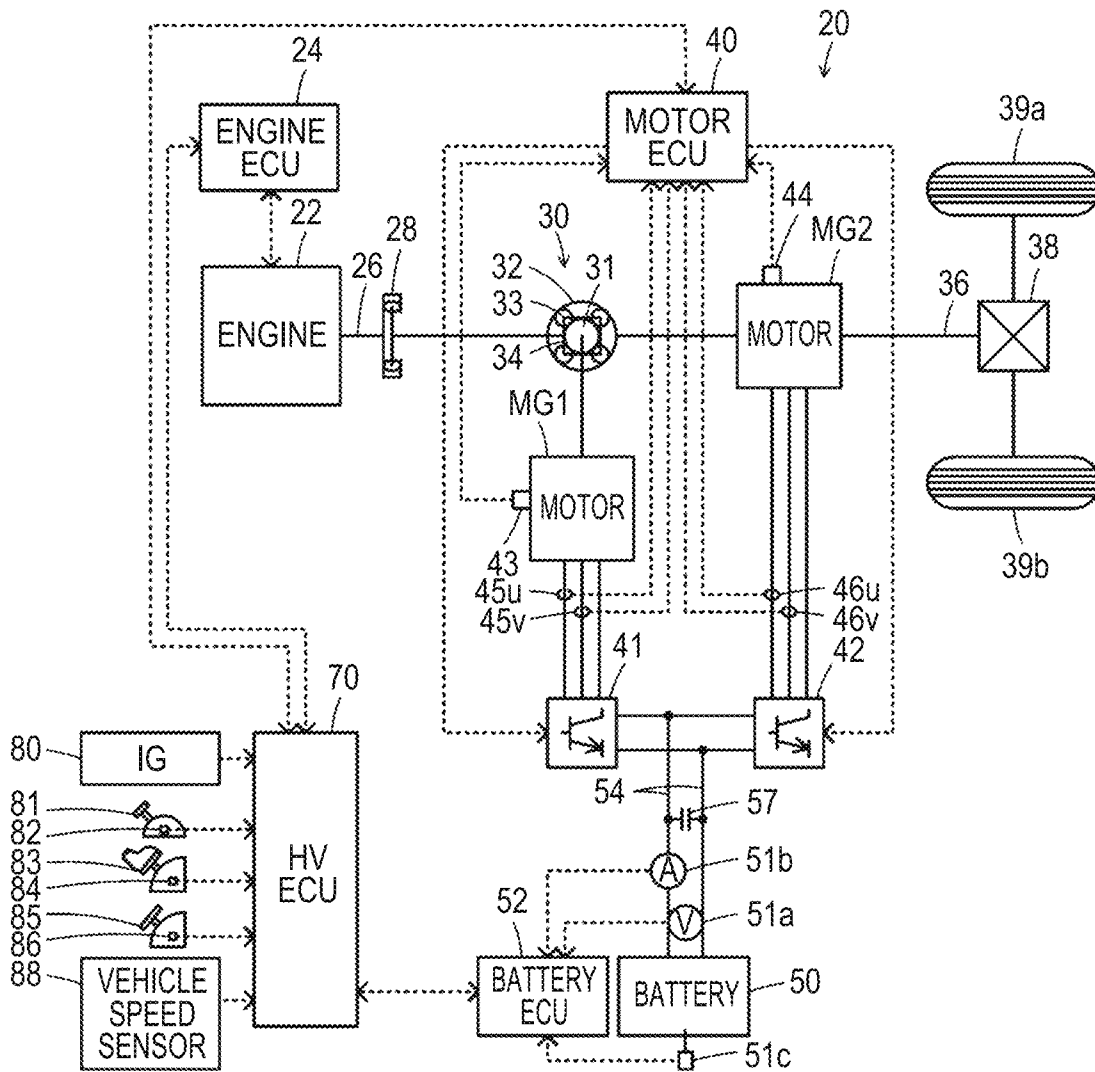 20
24
40
ENGINE
ECU
MOTOR
ECU
39a
22
28
30
44
MG2
38
26
32
31
33
34
36
ENGINE
MOTOR
MG1
MOTOR
43
39b
45u
45v
46u
46v
41
42
70
80
IG
81
82
83
84
85
86
88
HV
ECU
VEHICLE
SPEED
SENSOR
54
57
A
51b
V
51a
52
BATTERY
ECU
BATTERY
50
51c